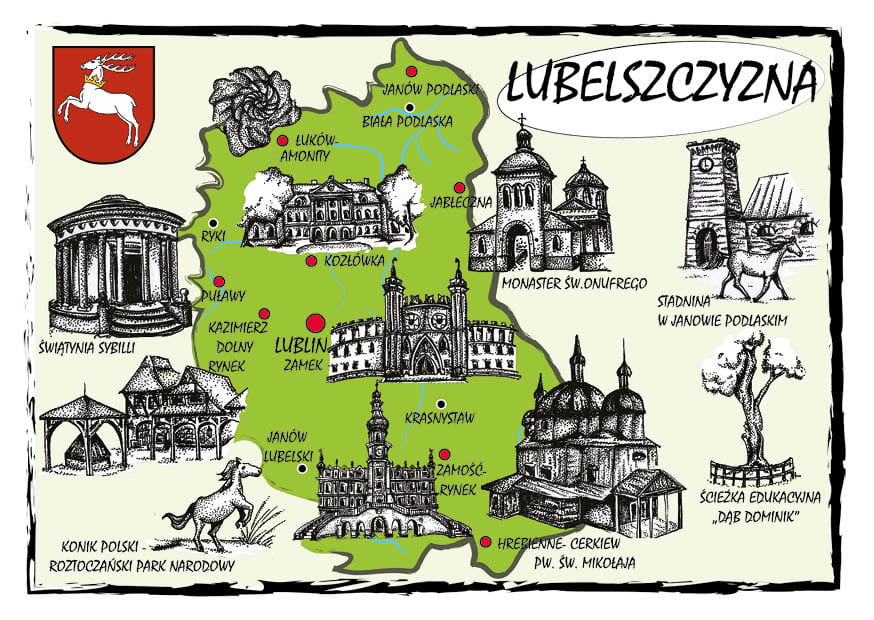 LUBELSZCZYZNA
JANÓW PODLASKI
BIAŁA PODLASKA
ŁUKÓW-
AMONITY
JABŁECZNA
RYKI
KOZŁÓWKA
MONASTER ŚW.ONUFREGO
STADNINA
W JANOWIE PODLASKIM
PUŁAWY
ŚWIĄTYNIA SYBILLI
KAZIMIERZ
DOLNY
RYNEK
LUBLIN
ZAMEK
KRASNYSTAW
JANÓW
LUBELSKI
ZAMOŚĆ-
RYNEK
ŚCIEŻKA EDUKACYJNA
„DĄB DOMINIK”
KONIK POLSKI -
ROZTOCZAŃSKI PARK NARODOWY
HREBIENNE- CERKIEW
PW. ŚW. MIKOŁAJA